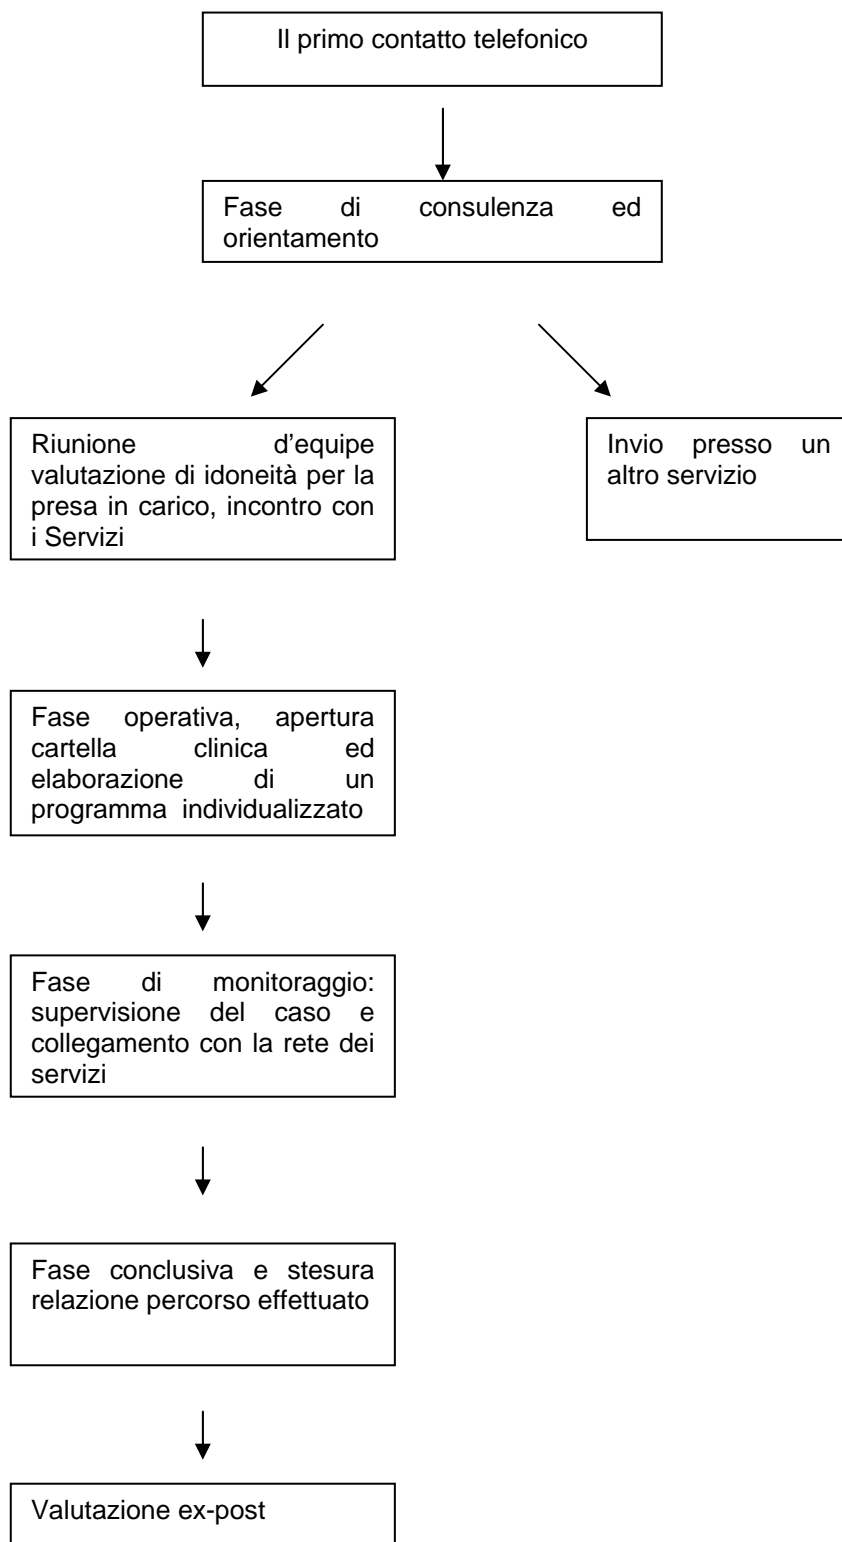 Il primo contatto telefonico
Fase di consulenza ed
orientamento
Riunione d'equipe
valutazione di idoneità per la
presa in carico, incontro con
i Servizi
Invio presso un
altro servizio
Fase operativa, apertura
cartella clinica ed
elaborazione di un
programma individualizzato
Fase di monitoraggio:
supervisione del caso e
collegamento con la rete dei
servizi
Fase conclusiva e stesura
relazione percorso effettuato
Valutazione ex-post